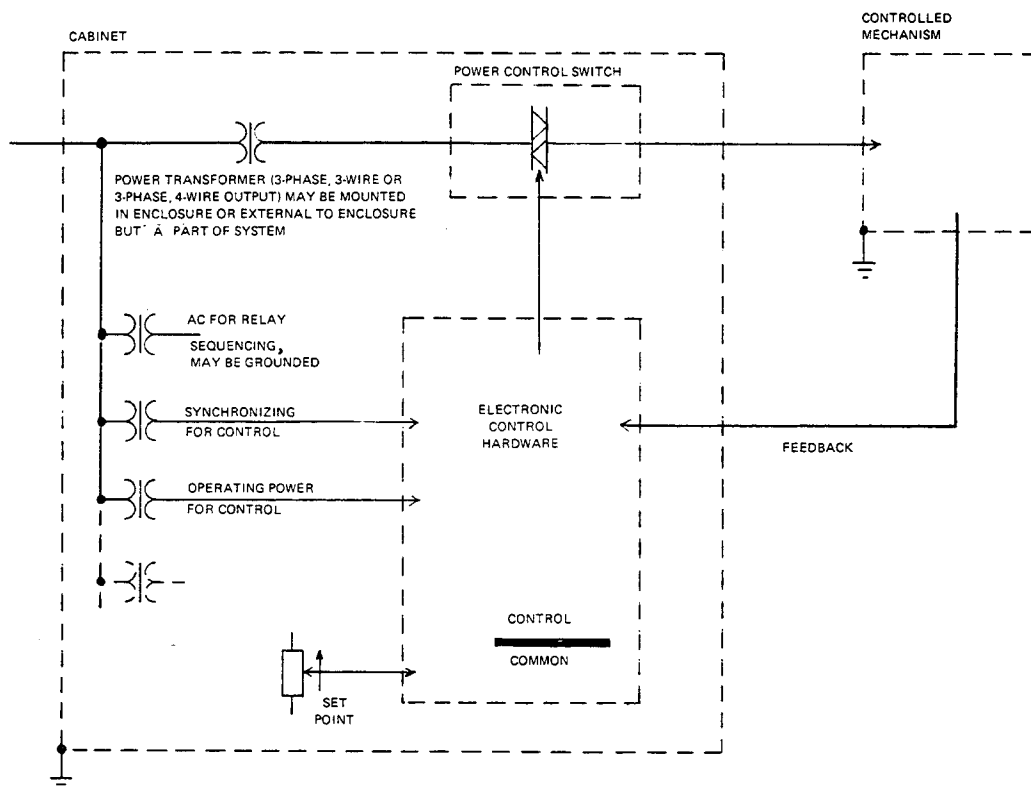 CONTROLLED
MECHANISM
CABINET
POWER CONTROL SWITCH
POWER TRANSFORMER (3-PHASE, 3-WIRE OR
3-PHASE, 4-WIRE OUTPUT) MAY BE MOUNTED
IN ENCLOSURE OR EXTERNAL TO ENCLOSURE
BUT A PART OF SYSTEM
AC FOR RELAY
SEQUENCING,
MAY BE GROUNDED
SYNCHRONIZING
FOR CONTROL
ELECTRONIC
CONTROL
HARDWARE
FEEDBACK
OPERATING POWER
FOR CONTROL
CONTROL
COMMON
SET
POINT